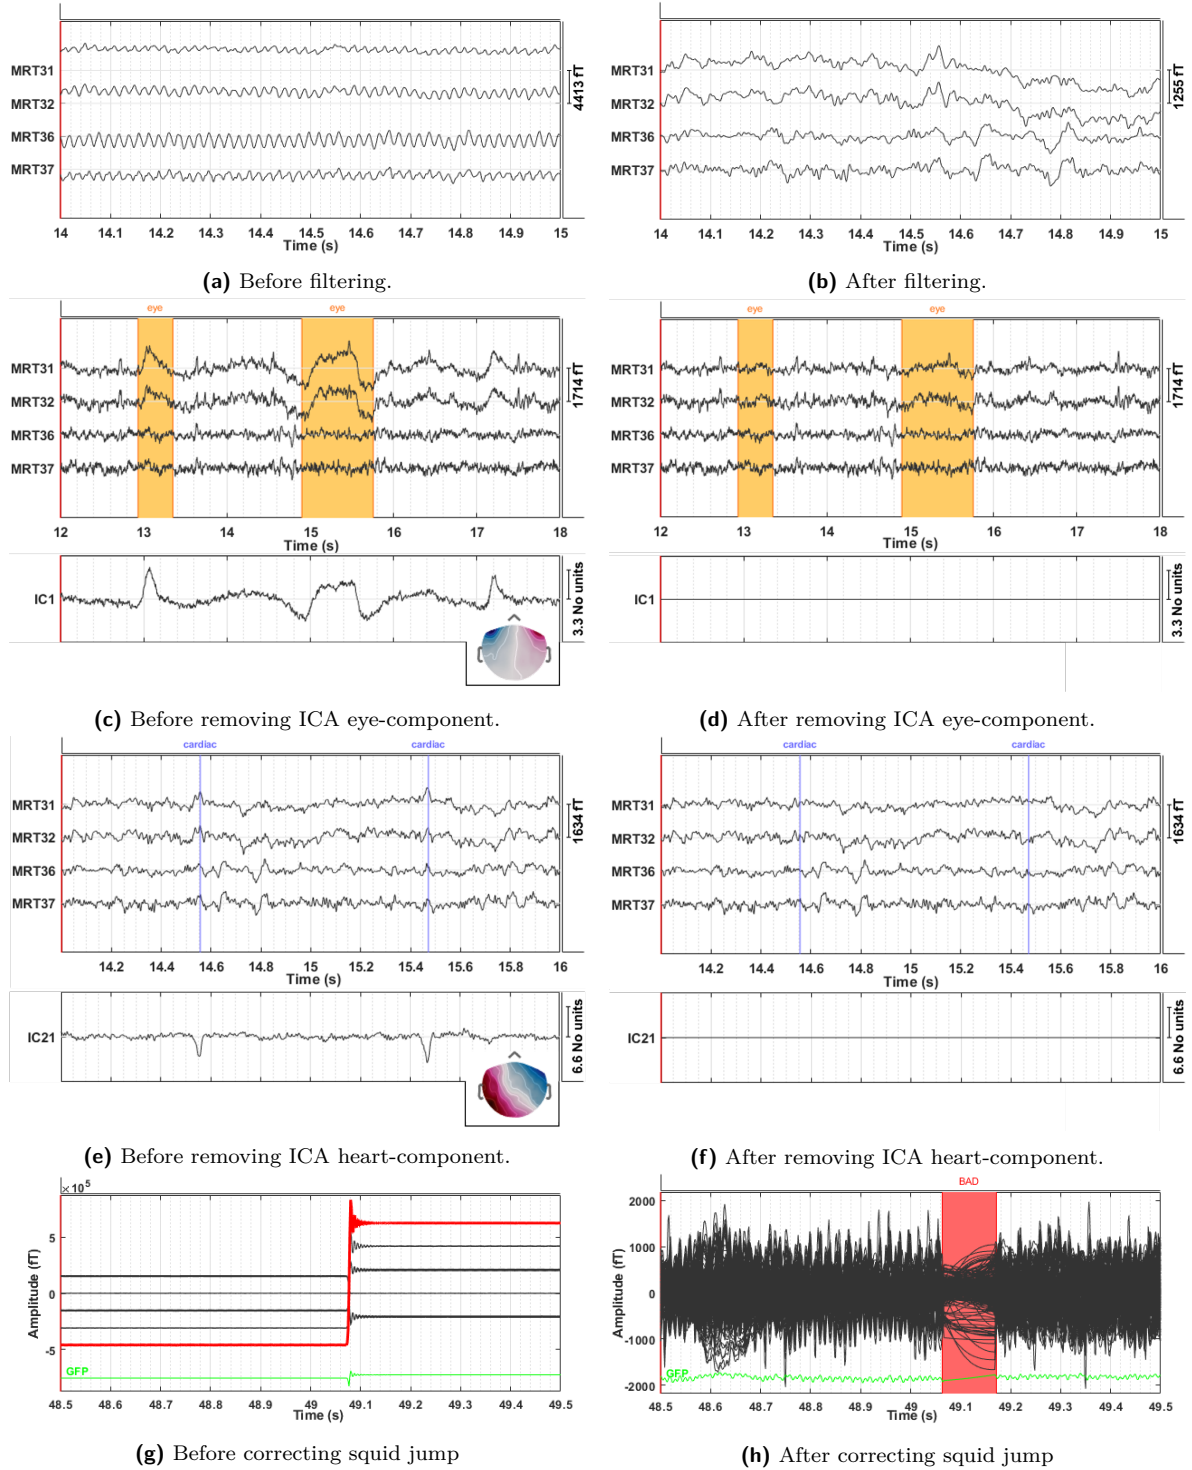 MRT31
MRT32
MRT36
MRT37
4413 fT
14 14.1 14.2 14.3 14.4 14.5 14.6 14.7 14.8 14.9 15
Time (s)
(a) Before filtering.
MRT31
MRT32
MRT36
MRT37
1255 fT
14 14.1 14.2 14.3 14.4 14.5 14.6 14.7 14.8 14.9 15
Time (s)
(b) After filtering.
eye eye
MRT31
MRT32
MRT36
MRT37
1714 fT
12 13 14 15 16 17 18
Time (s)
IC1
3.3 No units
(c) Before removing ICA eye-component.
eye eye
MRT31
MRT32
MRT36
MRT37
1714 fT
12 13 14 15 16 17 18
Time (s)
IC1
3.3 No units
(d) After removing ICA eye-component.
cardiac cardiac
MRT31
MRT32
MRT36
MRT37
1634 fT
14.2 14.4 14.6 14.8 15 15.2 15.4 15.6 15.8 16
Time (s)
IC21
6.6 No units
(e) Before removing ICA heart-component.
cardiac cardiac
MRT31
MRT32
MRT36
MRT37
1634 fT
14.2 14.4 14.6 14.8 15 15.2 15.4 15.6 15.8 16
Time (s)
IC21
6.6 No units
(f) After removing ICA heart-component.
×10⁵
5
0
-5
Amplitude (fT)
GFP
48.5 48.6 48.7 48.8 48.9 49 49.1 49.2 49.3 49.4 49.5
Time (s)
(g) Before correcting squid jump
BAD
2000
1000
0
-1000
-2000
Amplitude (fT)
GFP
48.5 48.6 48.7 48.8 48.9 49 49.1 49.2 49.3 49.4 49.5
Time (s)
(h) After correcting squid jump